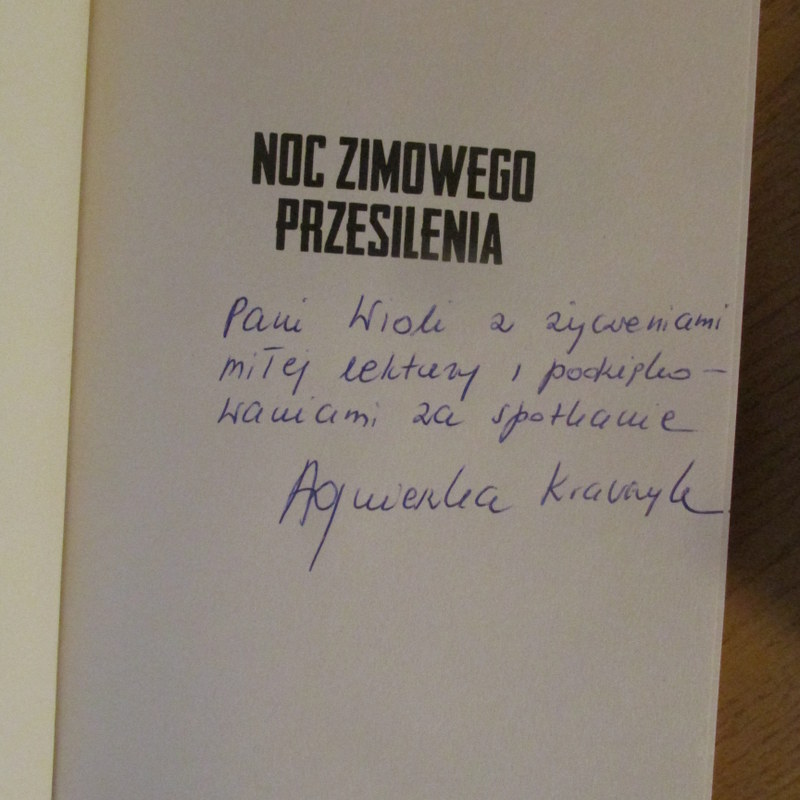 NOC ZIMOWEGO
PRZESILENIA
Pani Wioli z życzeniami
miłej lektury i podzięko-
waniami za spotkanie
Agnieszka Krawczyk